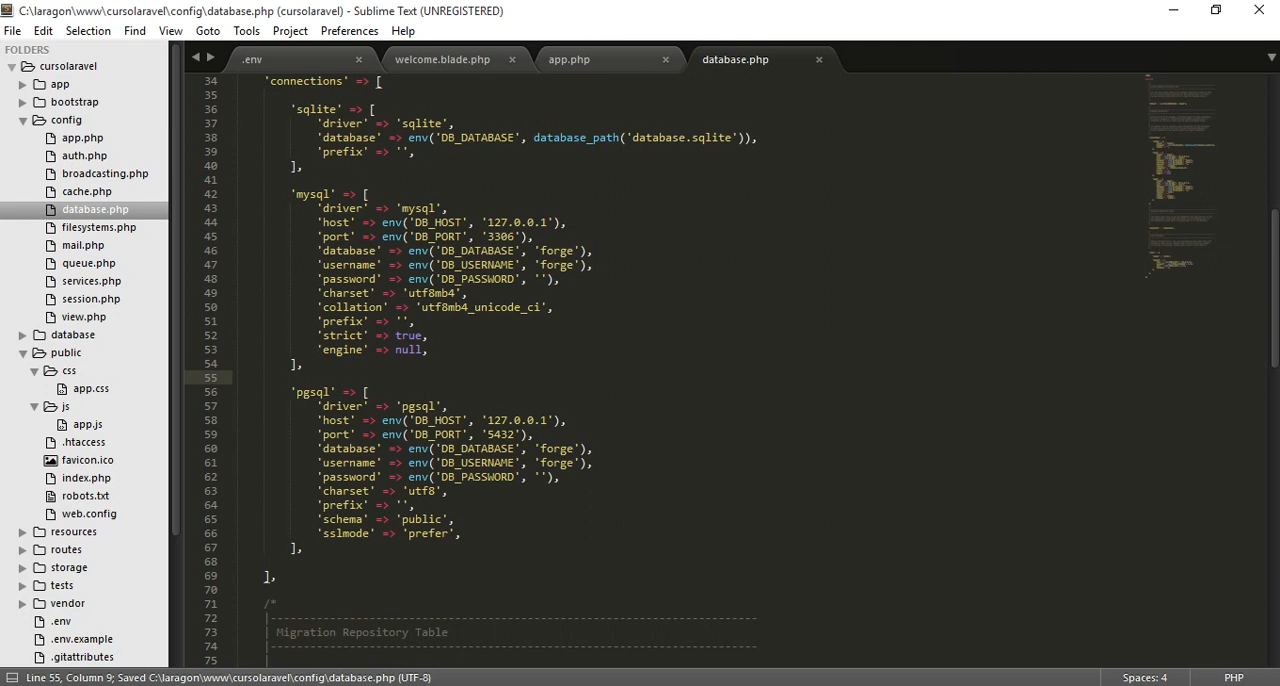 C:\laragon\www\cursolaravel\config\database.php (cursolaravel) - Sublime Text (UNREGISTERED)
File Edit Selection Find View Goto Tools Project Preferences Help
FOLDERS
cursolaravel
app
bootstrap
config
app.php
auth.php
broadcasting.php
cache.php
database.php
filesystems.php
mail.php
queue.php
services.php
session.php
view.php
database
public
css
app.css
js
app.js
.htaccess
favicon.ico
index.php
robots.txt
web.config
resources
routes
storage
tests
vendor
.env
.env.example
.gitattributes
.env welcome.blade.php app.php database.php
34 'connections' => [
35
36 'sqlite' => [
37 'driver' => 'sqlite',
38 'database' => env('DB_DATABASE', database_path('database.sqlite')),
39 'prefix' => '',
40 ],
41
42 'mysql' => [
43 'driver' => 'mysql',
44 'host' => env('DB_HOST', '127.0.0.1'),
45 'port' => env('DB_PORT', '3306'),
46 'database' => env('DB_DATABASE', 'forge'),
47 'username' => env('DB_USERNAME', 'forge'),
48 'password' => env('DB_PASSWORD', ''),
49 'charset' => 'utf8mb4',
50 'collation' => 'utf8mb4_unicode_ci',
51 'prefix' => '',
52 'strict' => true,
53 'engine' => null,
54 ],
55
56 'pgsql' => [
57 'driver' => 'pgsql',
58 'host' => env('DB_HOST', '127.0.0.1'),
59 'port' => env('DB_PORT', '5432'),
60 'database' => env('DB_DATABASE', 'forge'),
61 'username' => env('DB_USERNAME', 'forge'),
62 'password' => env('DB_PASSWORD', ''),
63 'charset' => 'utf8',
64 'prefix' => '',
65 'schema' => 'public',
66 'sslmode' => 'prefer',
67 ],
68
69 ],
70
71 /*
72 |--------------------------------------------------------------------------
73 | Migration Repository Table
74 |--------------------------------------------------------------------------
75 |
Line 55, Column 9; Saved C:\laragon\www\cursolaravel\config\database.php (UTF-8) Spaces: 4 PHP